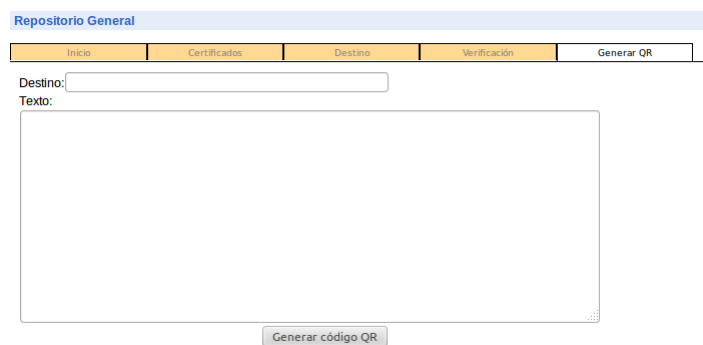 Repositorio General
Inicio Certificados Destino Verificación Generar QR
Destino:
Texto:
Generar código QR